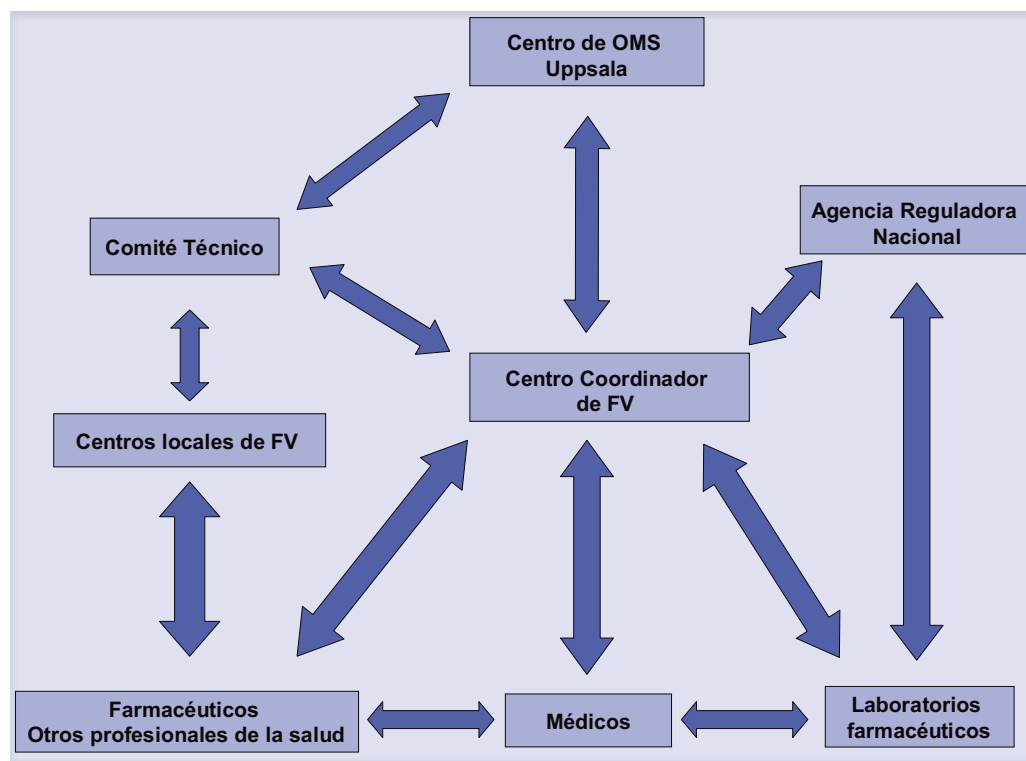 Centro de OMS
Uppsala
Agencia Reguladora
Nacional
Comité Técnico
Centro Coordinador
de FV
Centros locales de FV
Farmacéuticos
Otros profesionales de la salud
Médicos
Laboratorios
farmacéuticos